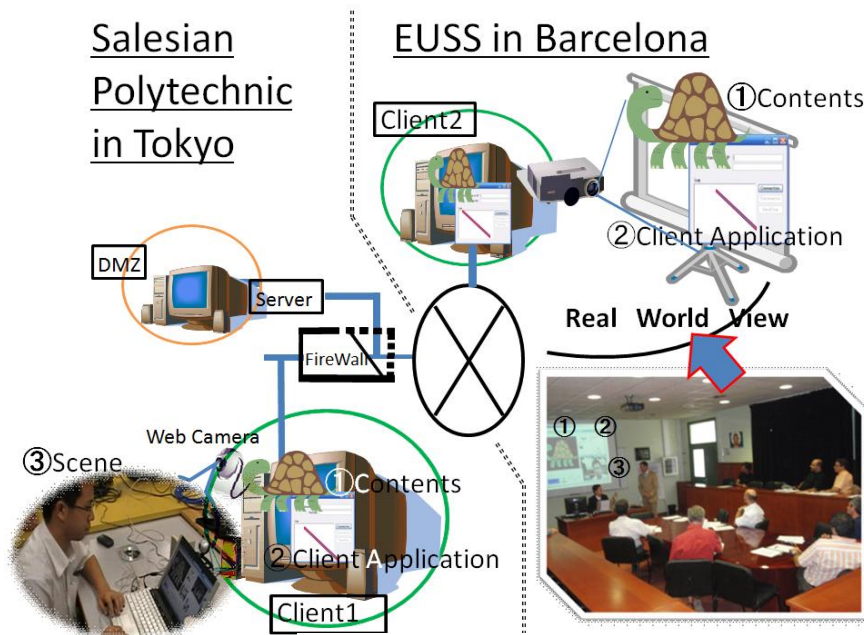 Salesian
Polytechnic
in Tokyo
EUSS in Barcelona
Client2
①Contents
②Client Application
DMZ
Server
FireWall
Real World View
Web Camera
③Scene
①Contents
②Client Application
Client1
① ②
③